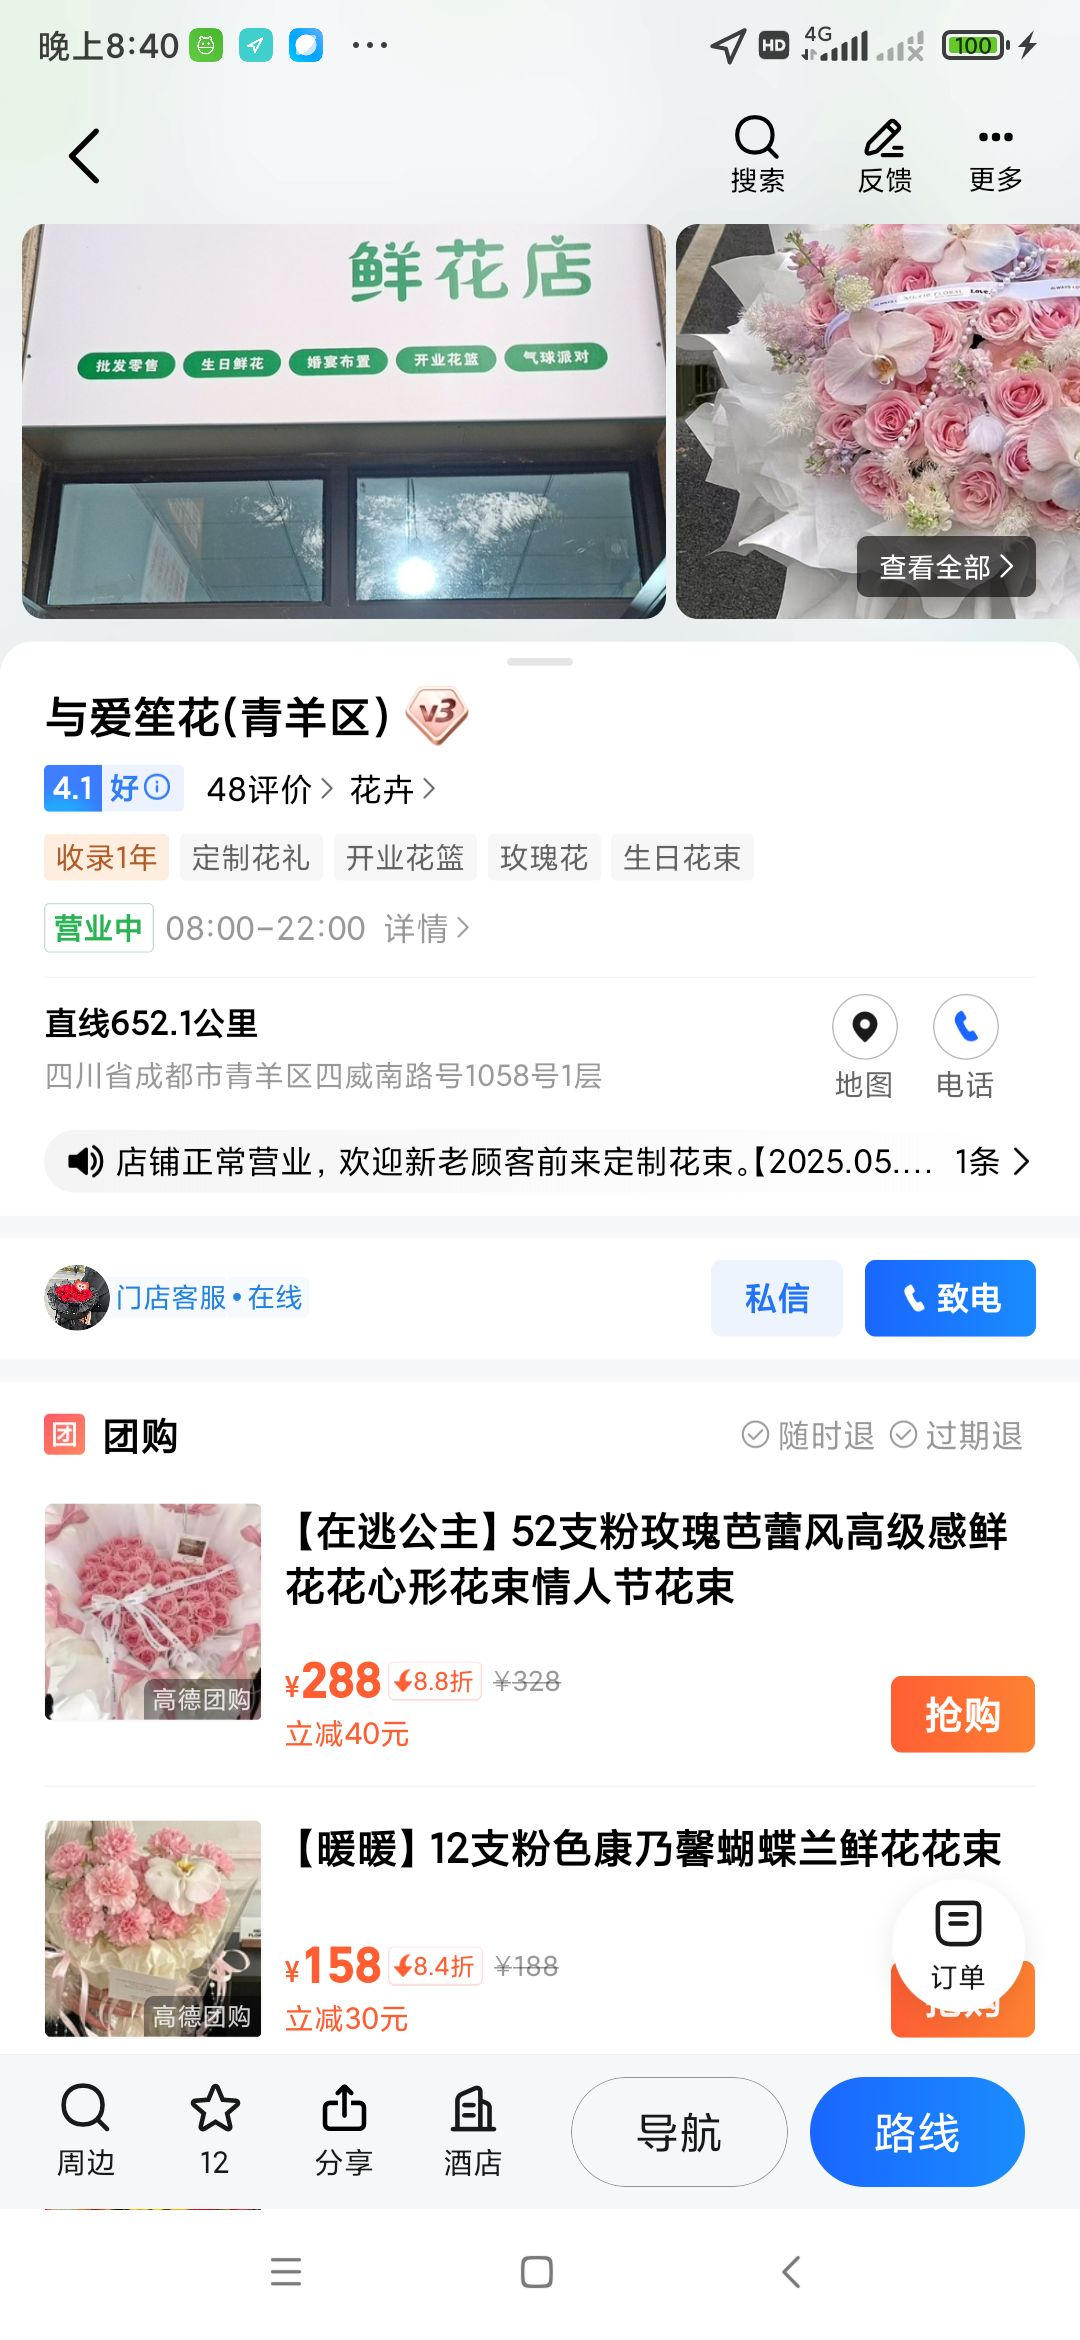 晚上8:40
HD
4G
100
搜索
反馈
更多
鲜花店
批发零售 生日鲜花 婚宴布置 开业花篮 气球派对
查看全部
与爱笙花(青羊区)
v3
4.1 好 48评价 花卉
收录1年 定制花礼 开业花篮 玫瑰花 生日花束
营业中 08:00-22:00 详情
直线652.1公里
四川省成都市青羊区四威南路号1058号1层
地图
电话
店铺正常营业，欢迎新老顾客前来定制花束。【2025.05.... 1条
门店客服•在线
私信
致电
团 团购
随时退 过期退
【在逃公主】52支粉玫瑰芭蕾风高级感鲜
花花心形花束情人节花束
高德团购
¥288 8.8折 ¥328
立减40元
抢购
【暖暖】12支粉色康乃馨蝴蝶兰鲜花花束
高德团购
¥158 8.4折 ¥188
立减30元
抢购
订单
周边
12
分享
酒店
导航
路线